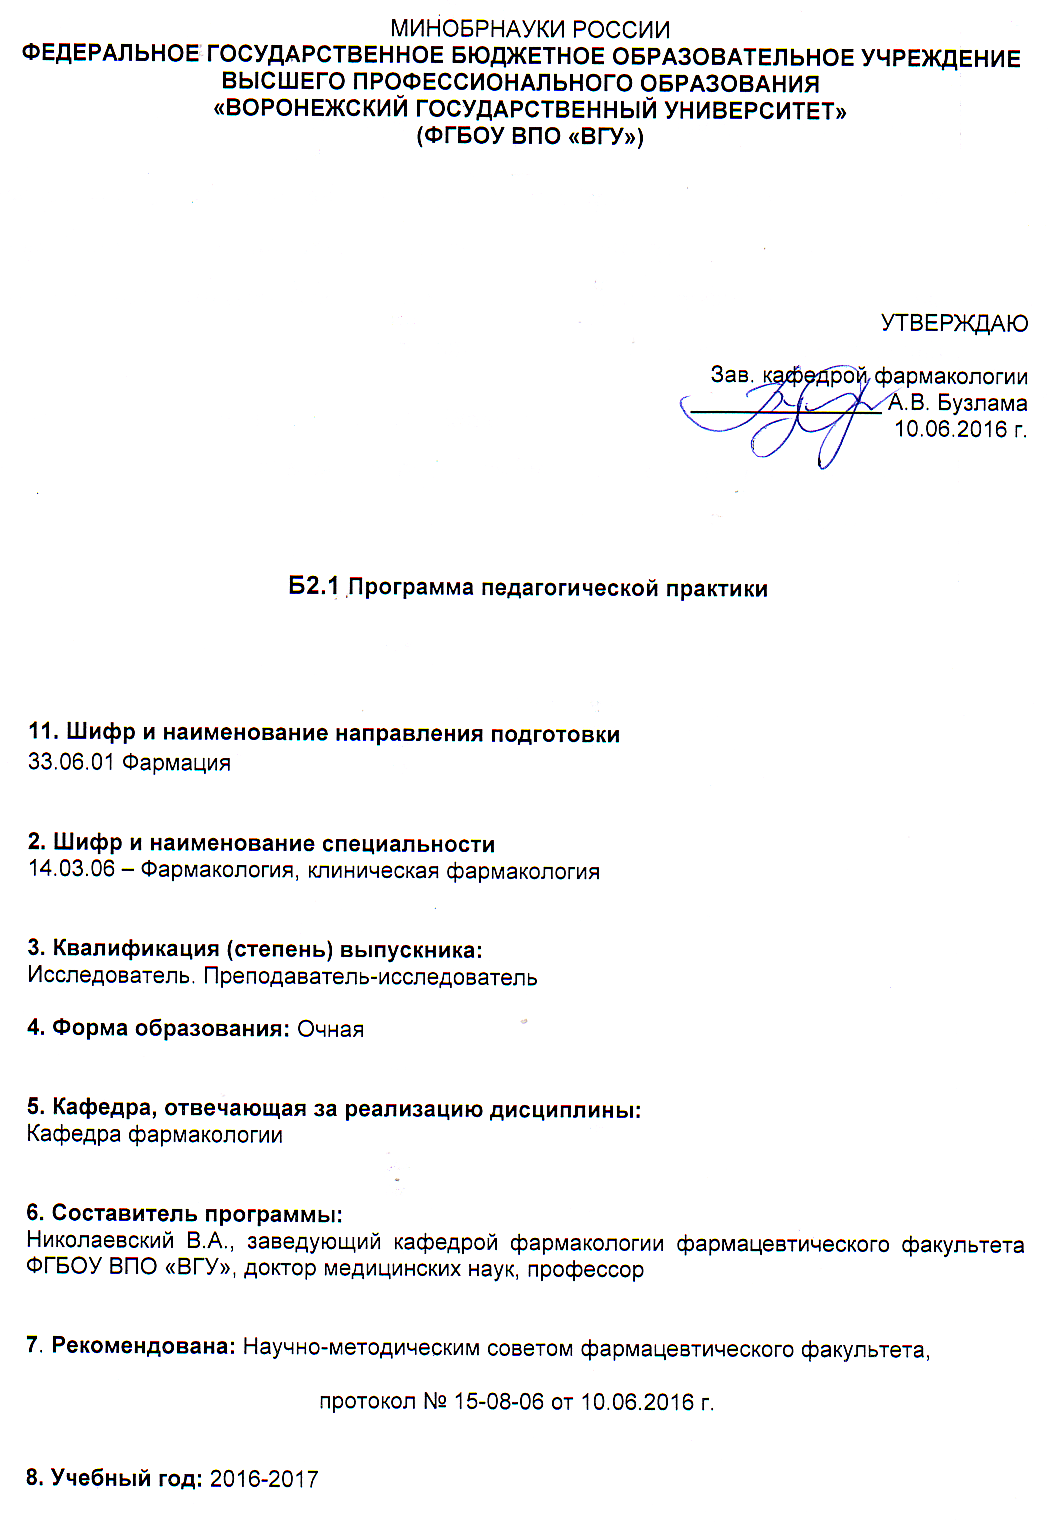 МИНОБРНАУКИ РОССИИ
ФЕДЕРАЛЬНОЕ ГОСУДАРСТВЕННОЕ БЮДЖЕТНОЕ ОБРАЗОВАТЕЛЬНОЕ УЧРЕЖДЕНИЕ
ВЫСШЕГО ПРОФЕССИОНАЛЬНОГО ОБРАЗОВАНИЯ
«ВОРОНЕЖСКИЙ ГОСУДАРСТВЕННЫЙ УНИВЕРСИТЕТ»
(ФГБОУ ВПО «ВГУ»)
УТВЕРЖДАЮ
Зав. кафедрой фармакологии
А.В. Бузлама
10.06.2016 г.
Б2.1 Программа педагогической практики
11. Шифр и наименование направления подготовки
33.06.01 Фармация
2. Шифр и наименование специальности
14.03.06 – Фармакология, клиническая фармакология
3. Квалификация (степень) выпускника:
Исследователь. Преподаватель-исследователь
4. Форма образования: Очная
5. Кафедра, отвечающая за реализацию дисциплины:
Кафедра фармакологии
6. Составитель программы:
Николаевский В.А., заведующий кафедрой фармакологии фармацевтического факультета
ФГБОУ ВПО «ВГУ», доктор медицинских наук, профессор
7. Рекомендована: Научно-методическим советом фармацевтического факультета,
протокол № 15-08-06 от 10.06.2016 г.
8. Учебный год: 2016-2017